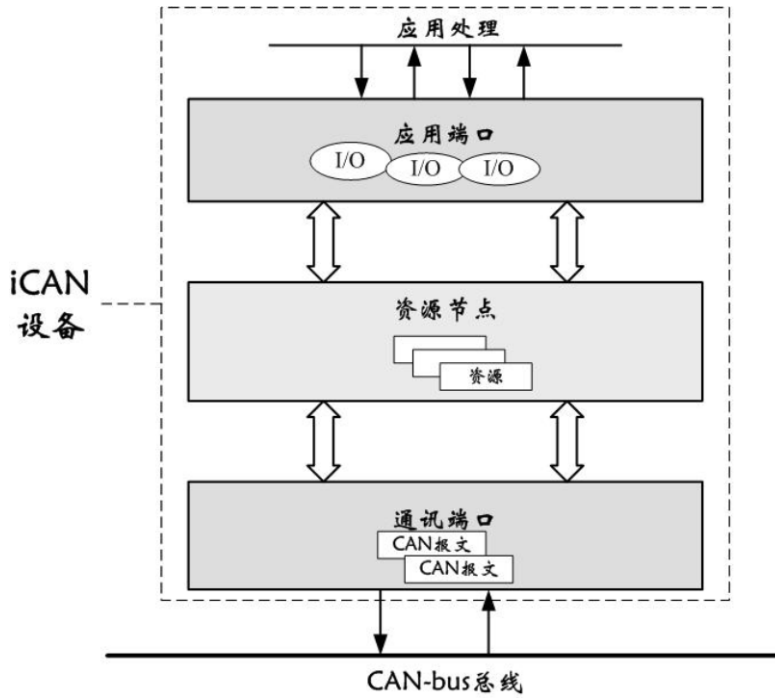 应用处理
应用端口
I/O
I/O
I/O
iCAN
设备
资源节点
资源
通讯端口
CAN报文
CAN报文
CAN-bus总线